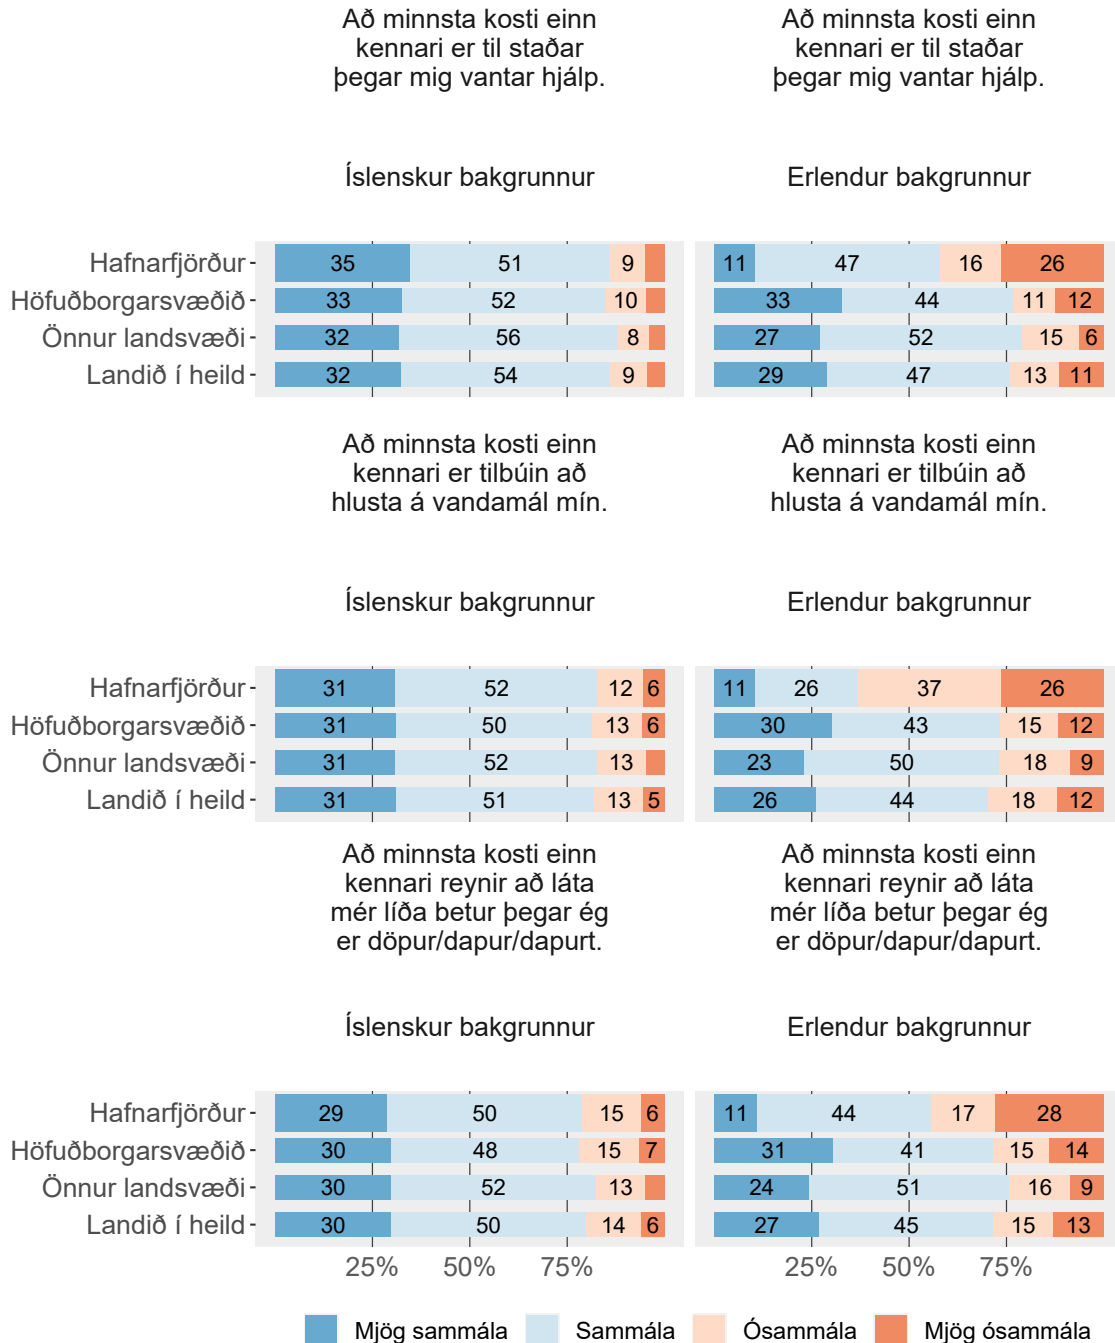 Að minnsta kosti einn
kennari er til staðar
þegar mig vantar hjálp.
Að minnsta kosti einn
kennari er til staðar
þegar mig vantar hjálp.
Íslenskur bakgrunnur
Erlendur bakgrunnur
Hafnarfjörður 35 51 9 11 47 16 26
Höfuðborgarsvæðið 33 52 10 33 44 11 12
Önnur landsvæði 32 56 8 27 52 15 6
Landið í heild 32 54 9 29 47 13 11
Að minnsta kosti einn
kennari er tilbúin að
hlusta á vandamál mín.
Að minnsta kosti einn
kennari er tilbúin að
hlusta á vandamál mín.
Íslenskur bakgrunnur
Erlendur bakgrunnur
Hafnarfjörður 31 52 12 6 11 26 37 26
Höfuðborgarsvæðið 31 50 13 6 30 43 15 12
Önnur landsvæði 31 52 13 23 50 18 9
Landið í heild 31 51 13 5 26 44 18 12
Að minnsta kosti einn
kennari reynir að láta
mér líða betur þegar ég
er döpur/dapur/dapurt.
Að minnsta kosti einn
kennari reynir að láta
mér líða betur þegar ég
er döpur/dapur/dapurt.
Íslenskur bakgrunnur
Erlendur bakgrunnur
Hafnarfjörður 29 50 15 6 11 44 17 28
Höfuðborgarsvæðið 30 48 15 7 31 41 15 14
Önnur landsvæði 30 52 13 24 51 16 9
Landið í heild 30 50 14 6 27 45 15 13
25% 50% 75% 25% 50% 75%
Mjög sammála Sammála Ósammála Mjög ósammála